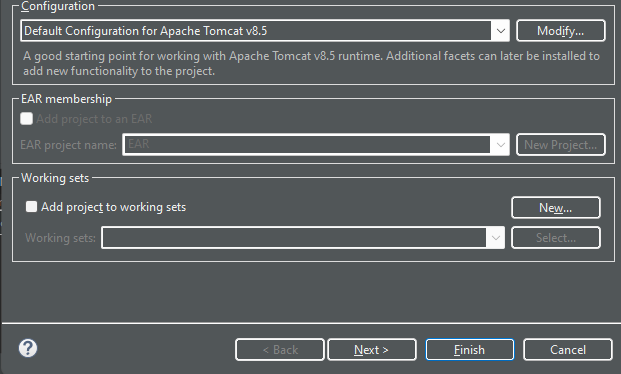 Configuration
Default Configuration for Apache Tomcat v8.5
Modify...
A good starting point for working with Apache Tomcat v8.5 runtime. Additional facets can later be installed to
add new functionality to the project.
EAR membership
Add project to an EAR
EAR project name:
EAR
New Project...
Working sets
Add project to working sets
New...
Working sets:
Select...
?
< Back
Next >
Finish
Cancel